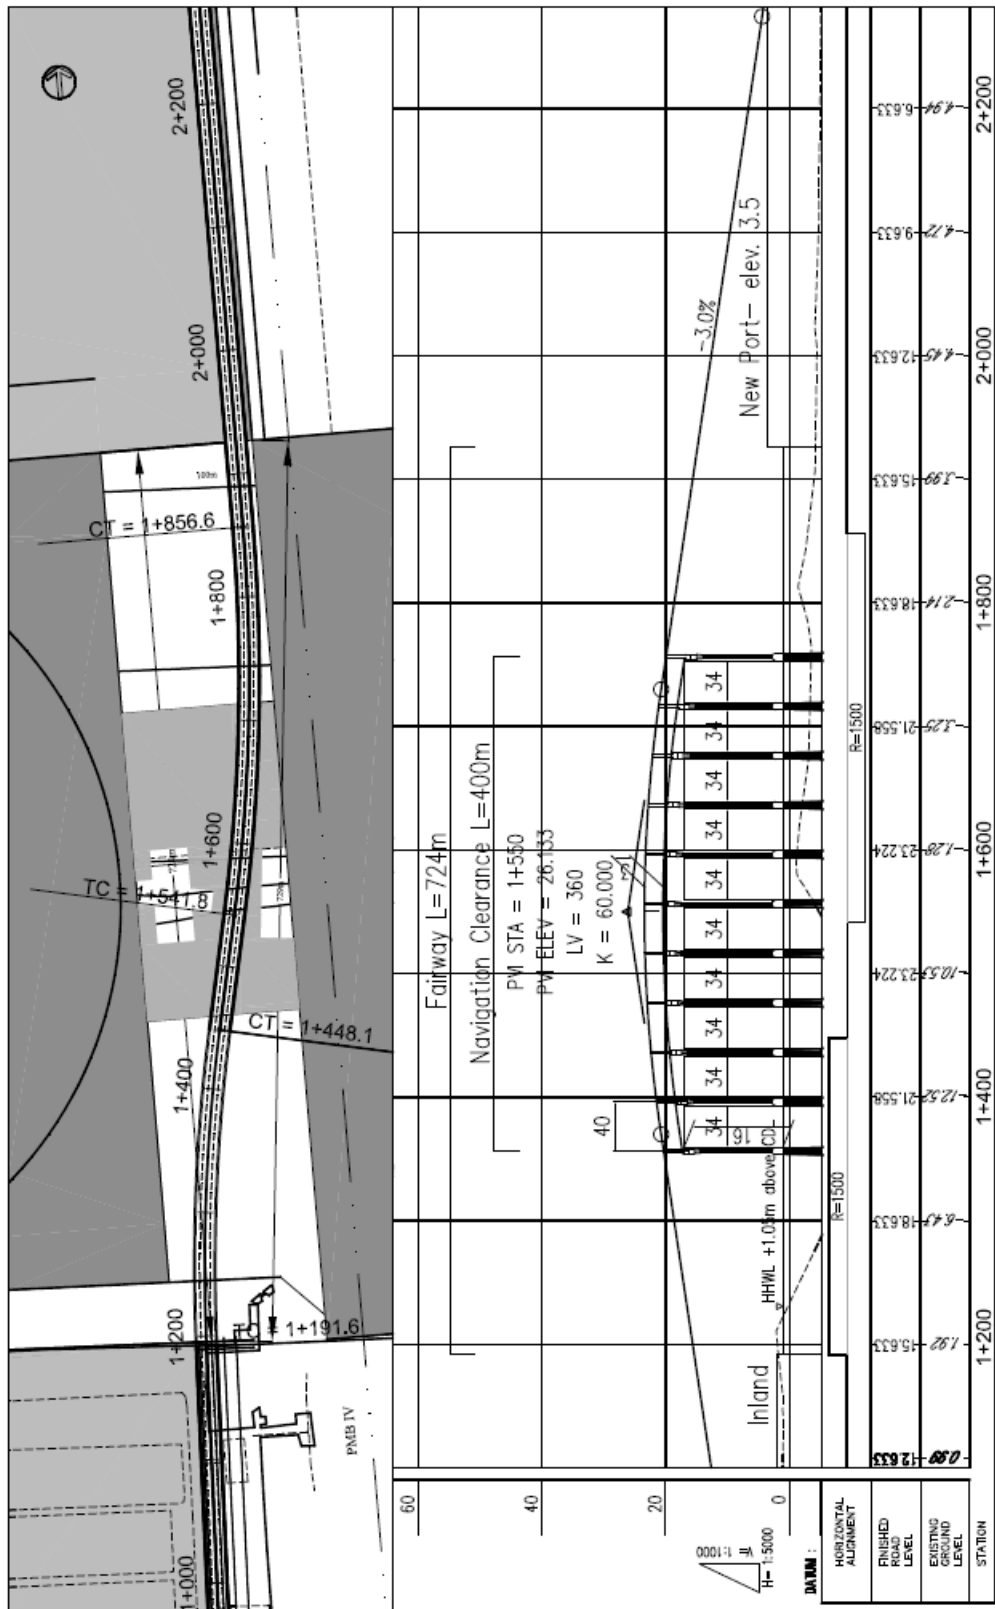 2+200
2+000
100m
CT = 1+856.6
1+800
1+600
TC = 1+541.8
CT = 1+448.1
1+400
1+200
1+191.6
PMB IV
1+000
Fairway L=724m
Navigation Clearance L=400m
PVI STA = 1+550
PVI ELEV = 26.133
LV = 360
K = 60.000
-3.0%
New Port- elev. 3.5
Inland
HHWL +1.05m above CD
40
16
34
34
34
34
34
34
34
34
34
34
60
40
20
0
V= 1:1000
H= 1:5000
DATUM :
HORIZONTAL ALIGNMENT
R=1500
R=1500
FINISHED ROAD LEVEL
12.633
15.633
18.633
21.558
23.224
23.224
21.558
18.633
15.633
12.633
9.633
6.633
EXISTING GROUND LEVEL
1.92
-6.43
-12.52
-10.53
-1.28
-3.25
-2.14
-3.99
-4.45
-4.72
-4.94
STATION
1+200
1+400
1+600
1+800
2+000
2+200